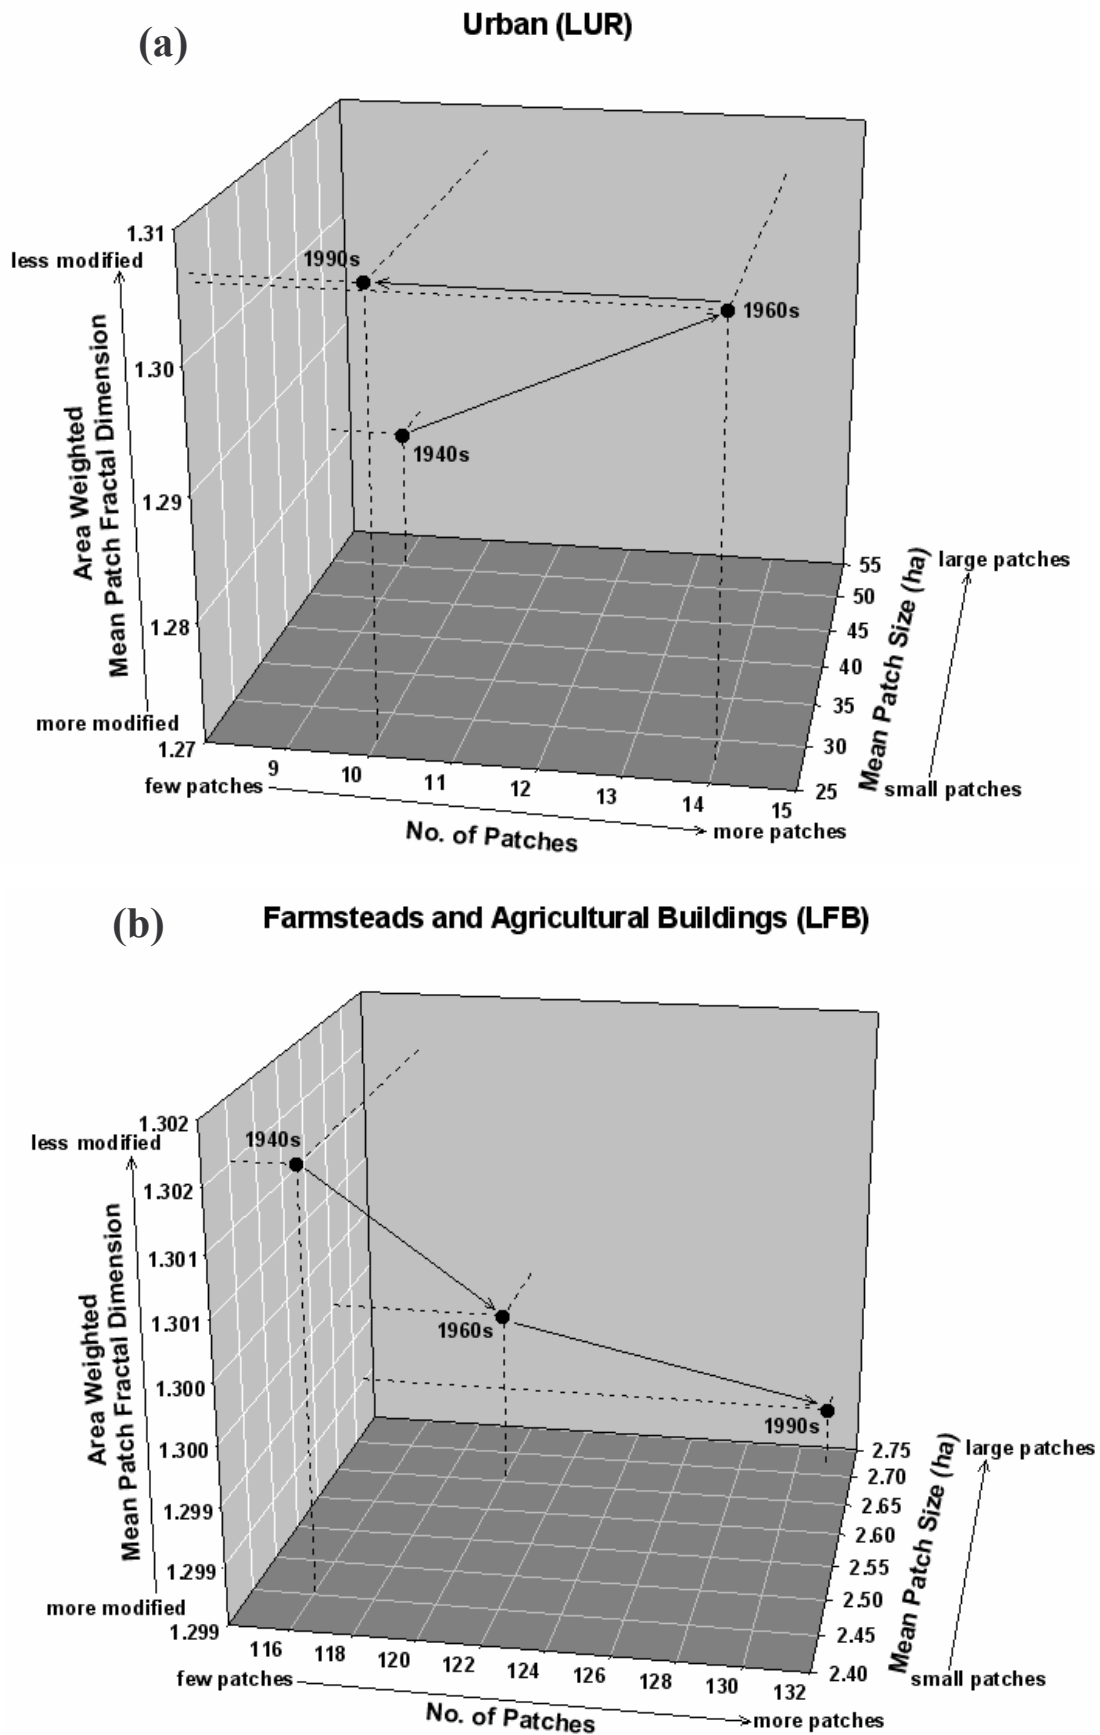 (a)
Urban (LUR)
1.31
less modified
1990s
1960s
1.30
1940s
1.29
1.28
more modified
1.27
Area Weighted
Mean Patch Fractal Dimension
9
10
11
12
13
14
15
few patches
more patches
No. of Patches
55
50
45
40
35
30
25
large patches
small patches
Mean Patch Size (ha)
(b)
Farmsteads and Agricultural Buildings (LFB)
1.302
less modified
1940s
1.302
1.301
1.301
1960s
1.300
1990s
1.300
1.299
1.299
more modified
1.299
Area Weighted
Mean Patch Fractal Dimension
116
118
120
122
124
126
128
130
132
few patches
more patches
No. of Patches
2.75
2.70
2.65
2.60
2.55
2.50
2.45
2.40
large patches
small patches
Mean Patch Size (ha)